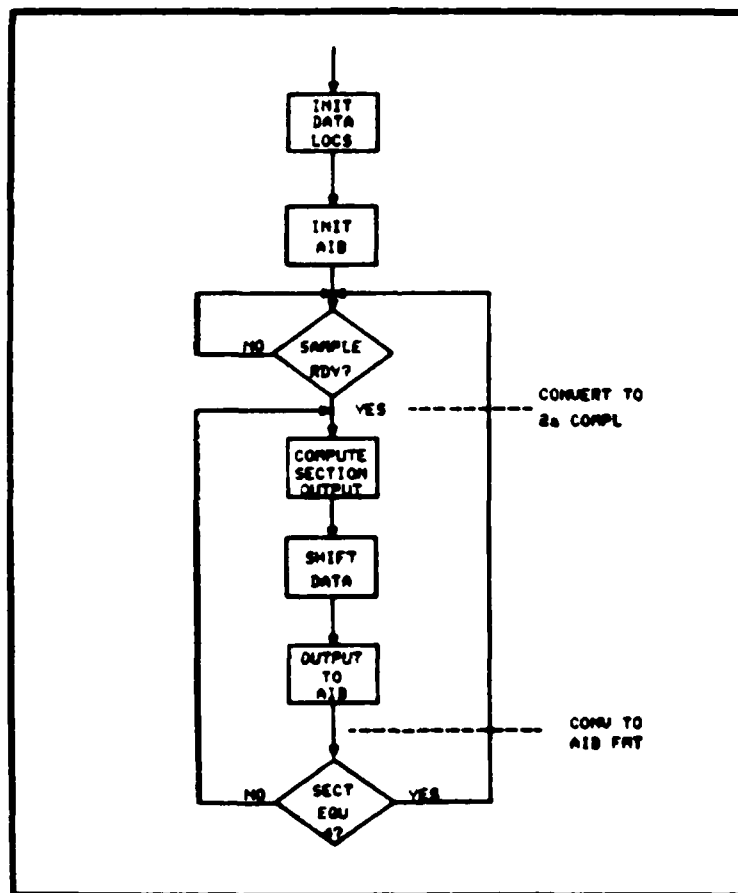 INIT
DATA
LOCS
INIT
AIB
SAMPLE
RDY?
NO
YES
CONVERT TO
2s COMPL
COMPUTE
SECTION
OUTPUT
SHIFT
DATA
OUTPUT
TO
AIB
CONV TO
AIB FMT
SECT
EQU
4?
NO
YES